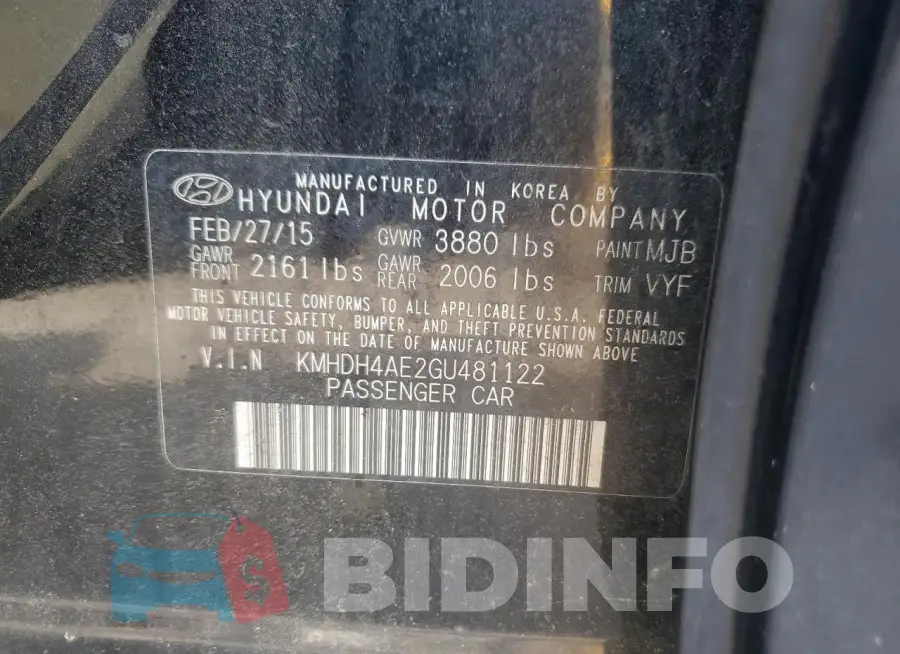 MANUFACTURED IN KOREA BY
HYUNDAI MOTOR COMPANY
FEB/27/15 GVWR 3880 lbs PAINT MJB
GAWR FRONT 2161 lbs GAWR REAR 2006 lbs TRIM VYF
THIS VEHICLE CONFORMS TO ALL APPLICABLE U.S.A. FEDERAL
MOTOR VEHICLE SAFETY, BUMPER, AND THEFT PREVENTION STANDARDS
IN EFFECT ON THE DATE OF MANUFACTURE SHOWN ABOVE
V.I.N KMHDH4AE2GU481122
PASSENGER CAR
$ BIDINFO